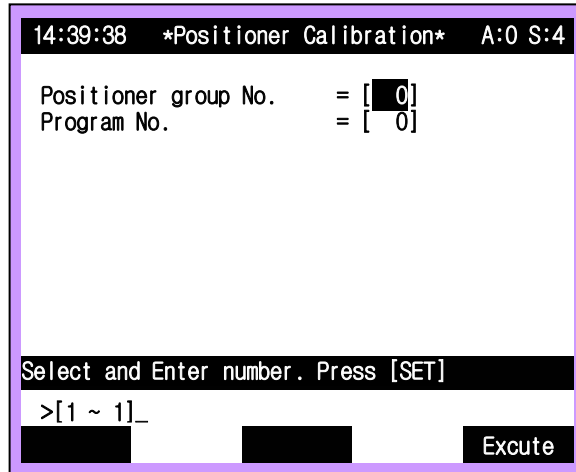 14:39:38 *Positioner Calibration* A:0 S:4
Positioner group No. = [ 0]
Program No. = [ 0]
Select and Enter number. Press [SET]
>[1 ~ 1]_
Excute